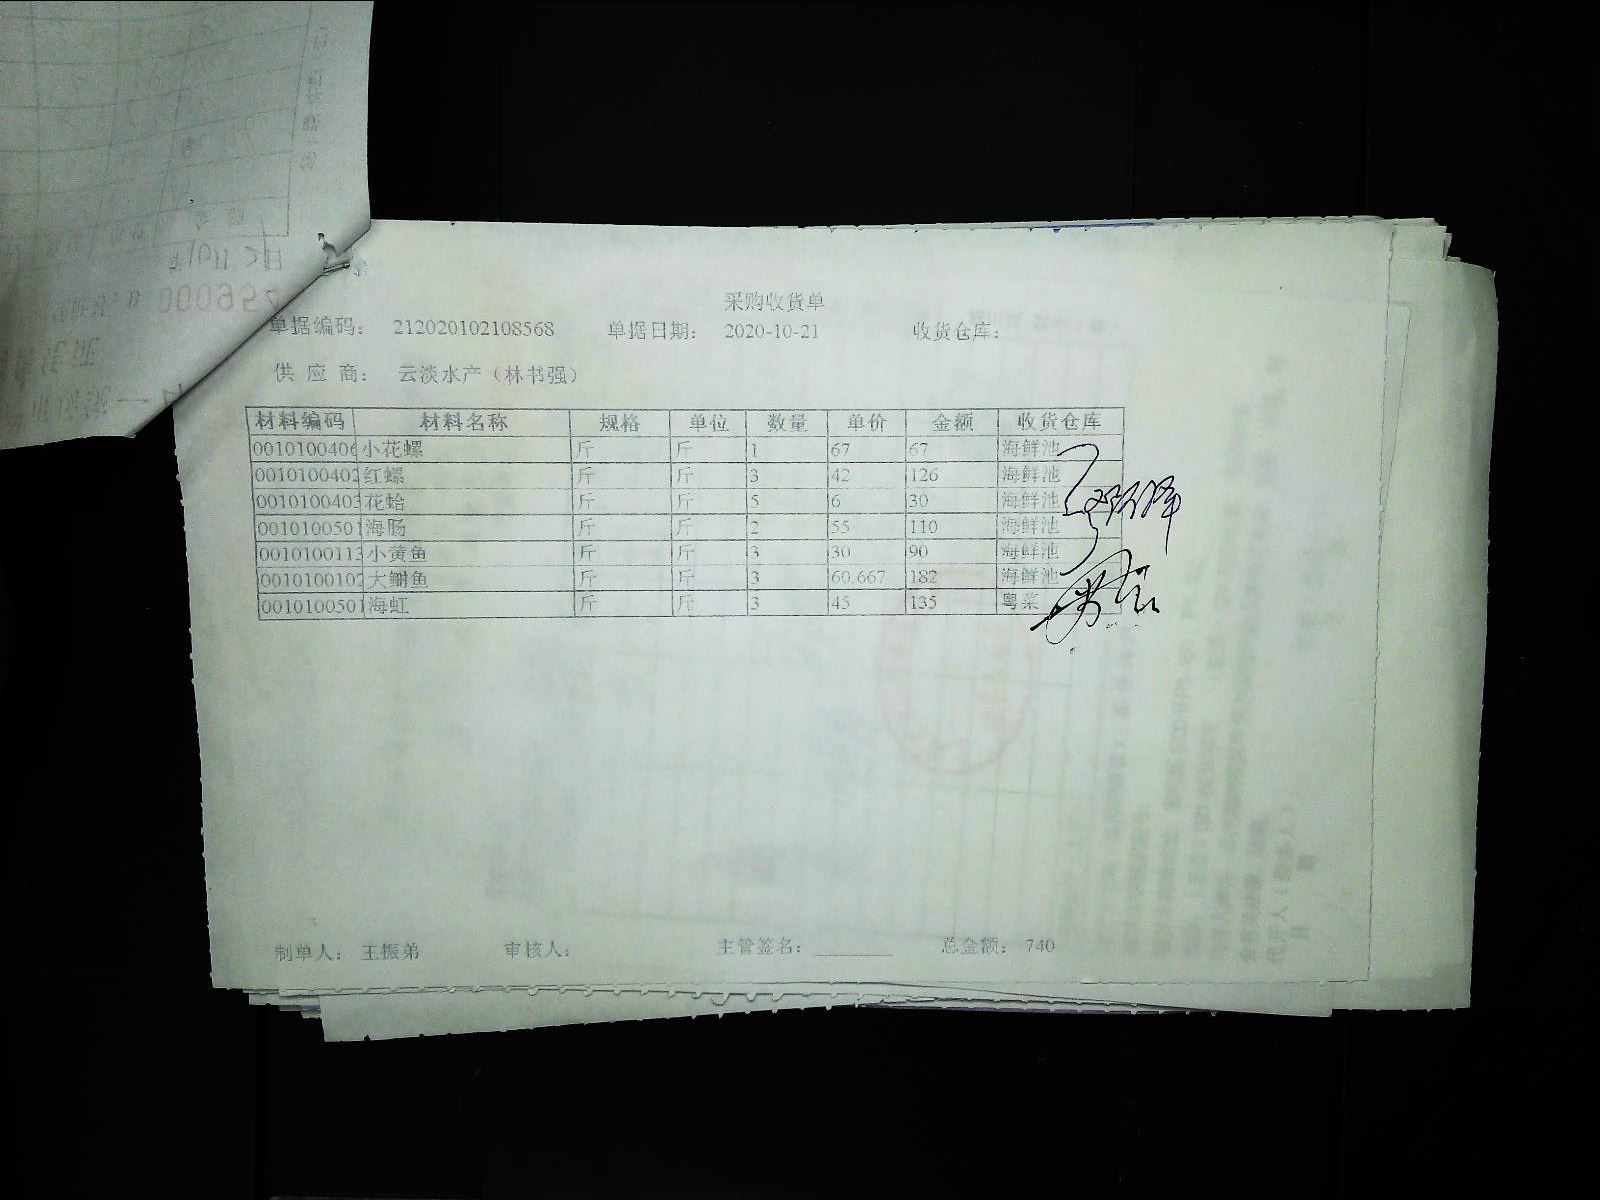 采购收货单
单据编码： 212020102108568 单据日期： 2020-10-21 收货仓库：
供 应 商： 云淡水产（林书强）
材料编码 材料名称 规格 单位 数量 单价 金额 收货仓库
0010100406 小花螺 斤 斤 1 67 67 海鲜池
0010100402 红螺 斤 斤 3 42 126 海鲜池
0010100403 花蛤 斤 斤 5 6 30 海鲜池
0010100501 海肠 斤 斤 2 55 110 海鲜池
0010100113 小黄鱼 斤 斤 3 30 90 海鲜池
0010100102 大鲷鱼 斤 斤 3 60.667 182 海鲜池
0010100501 海虹 斤 斤 3 45 135 粤菜
制单人： 王振弟 审核人： 主管签名： 总金额： 740